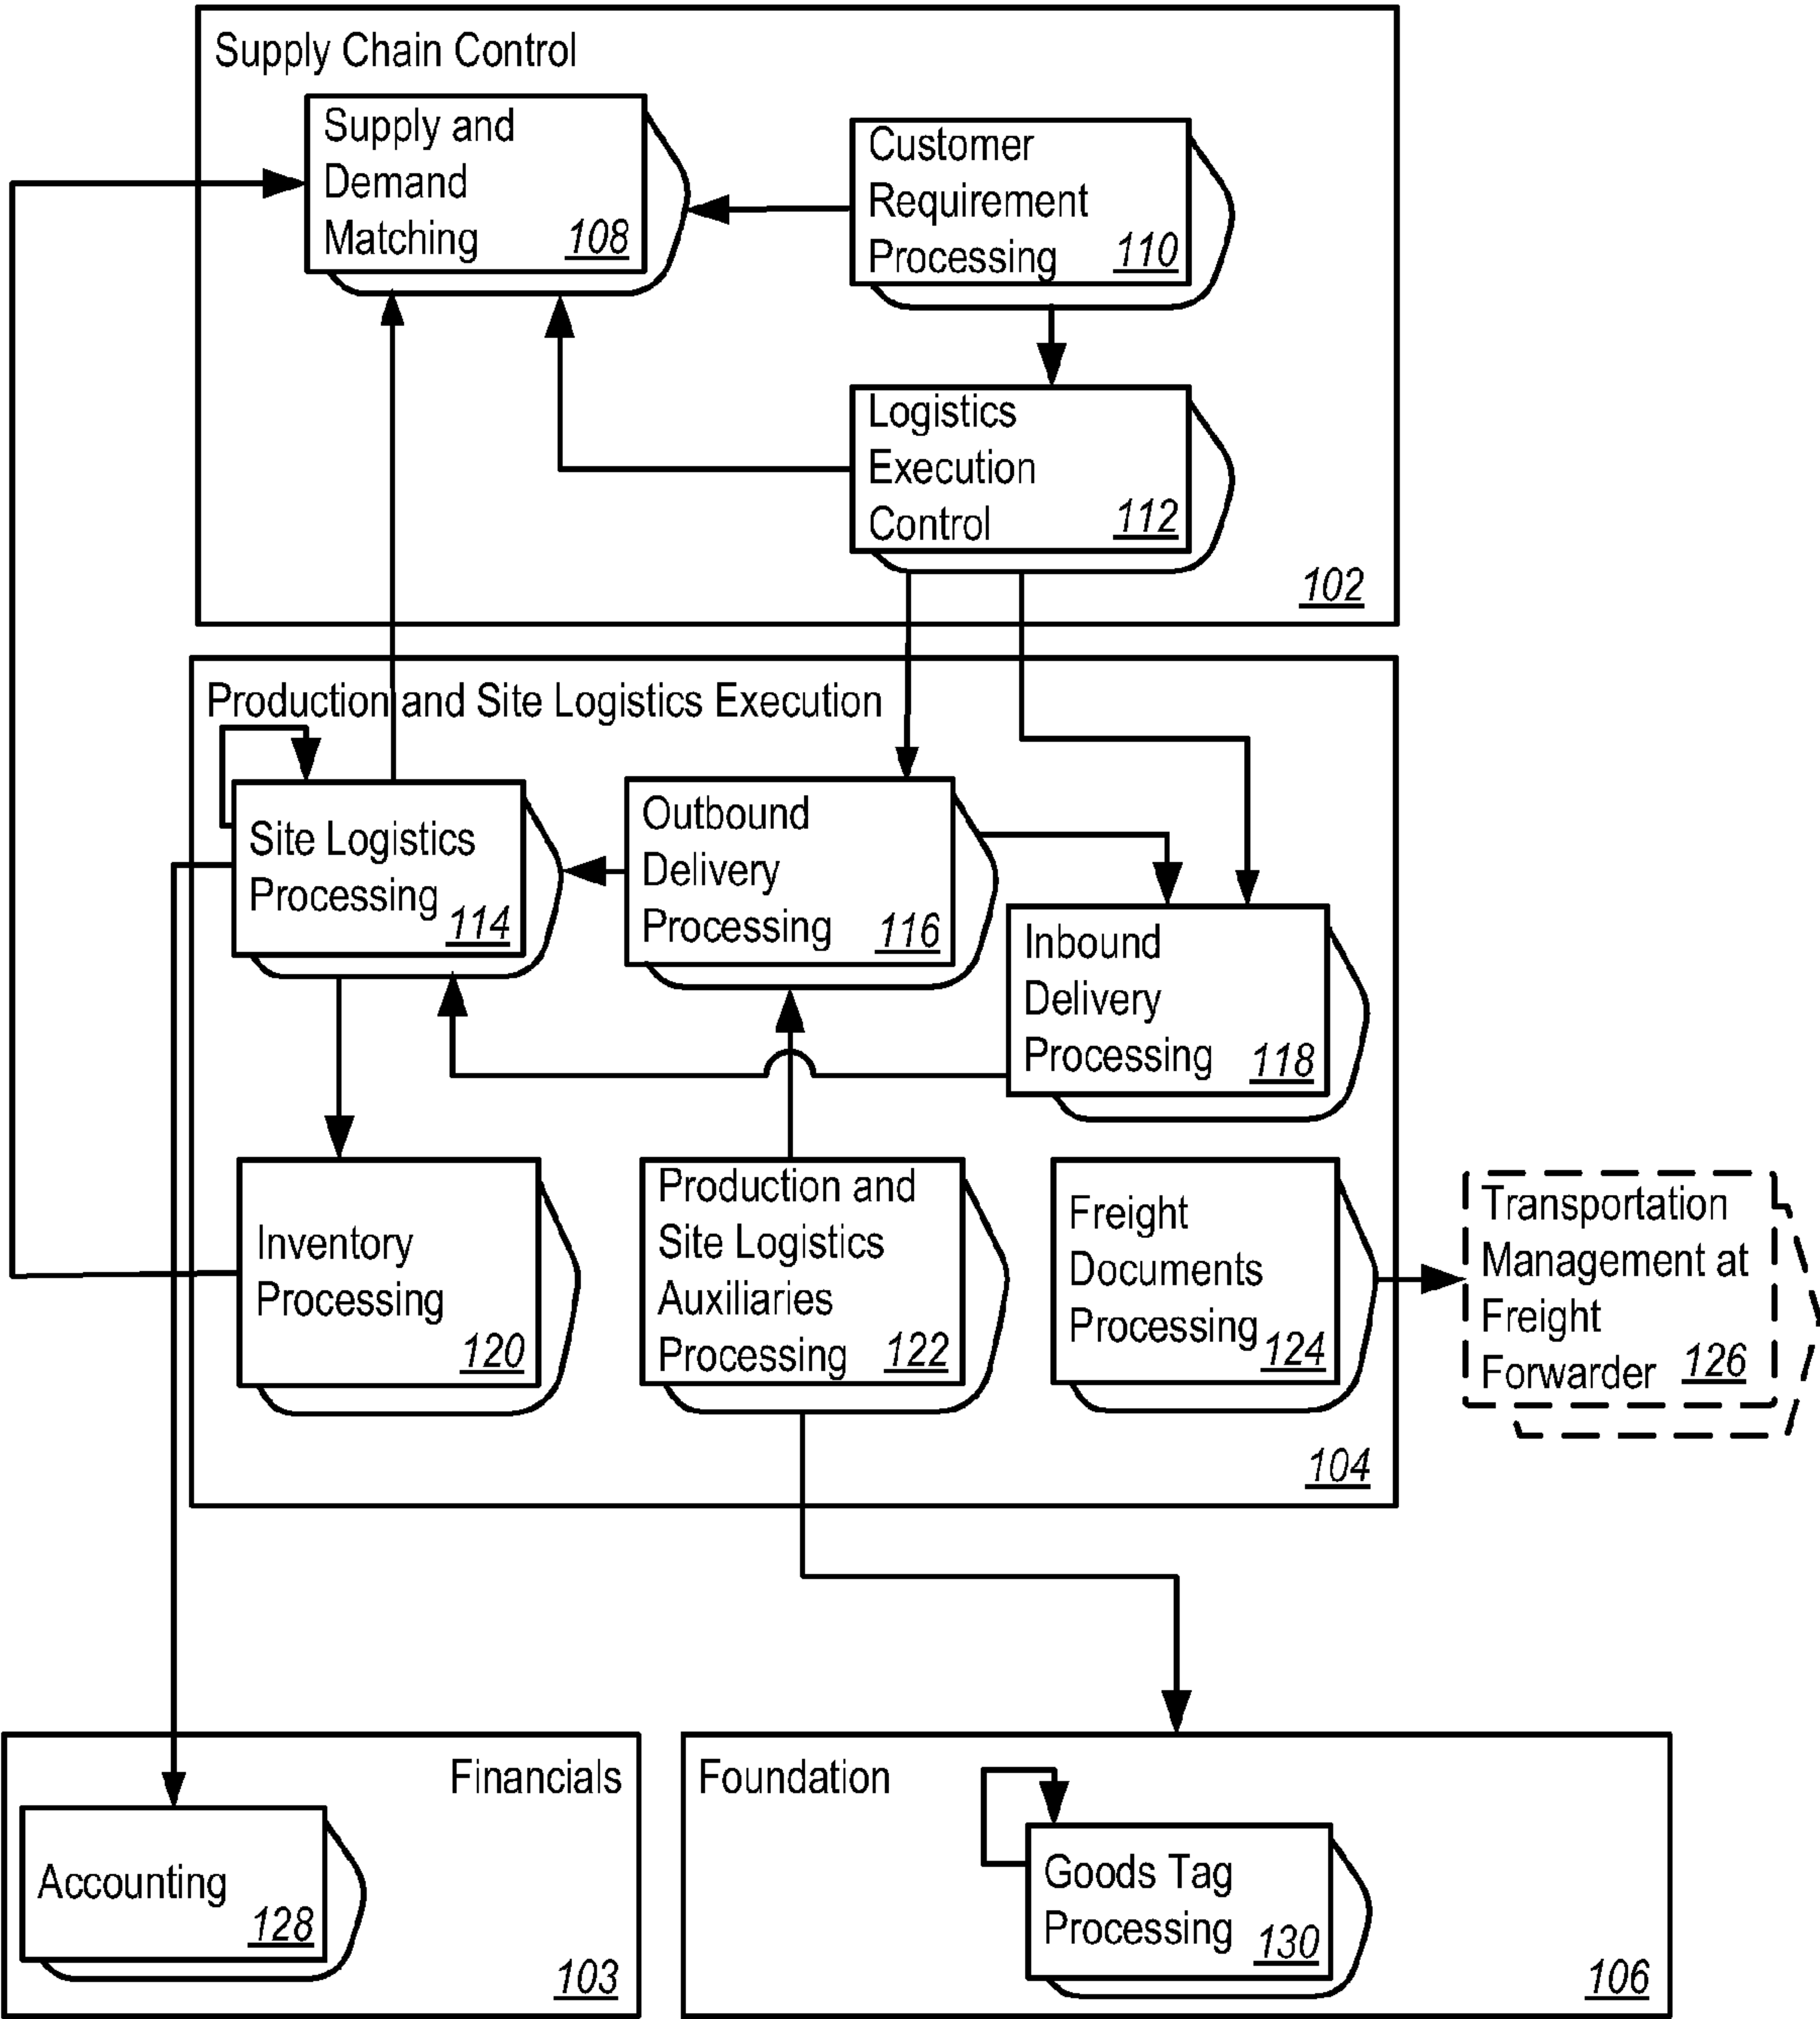 Supply Chain Control
Supply and
Demand
Matching
108
Customer
Requirement
Processing
110
Logistics
Execution
Control
112
102
Production and Site Logistics Execution
Site Logistics
Processing
114
Outbound
Delivery
Processing
116
Inbound
Delivery
Processing
118
Inventory
Processing
120
Production and
Site Logistics
Auxiliaries
Processing
122
Freight
Documents
Processing
124
Transportation
Management at
Freight
Forwarder
126
104
Financials
Accounting
128
103
Foundation
Goods Tag
Processing
130
106